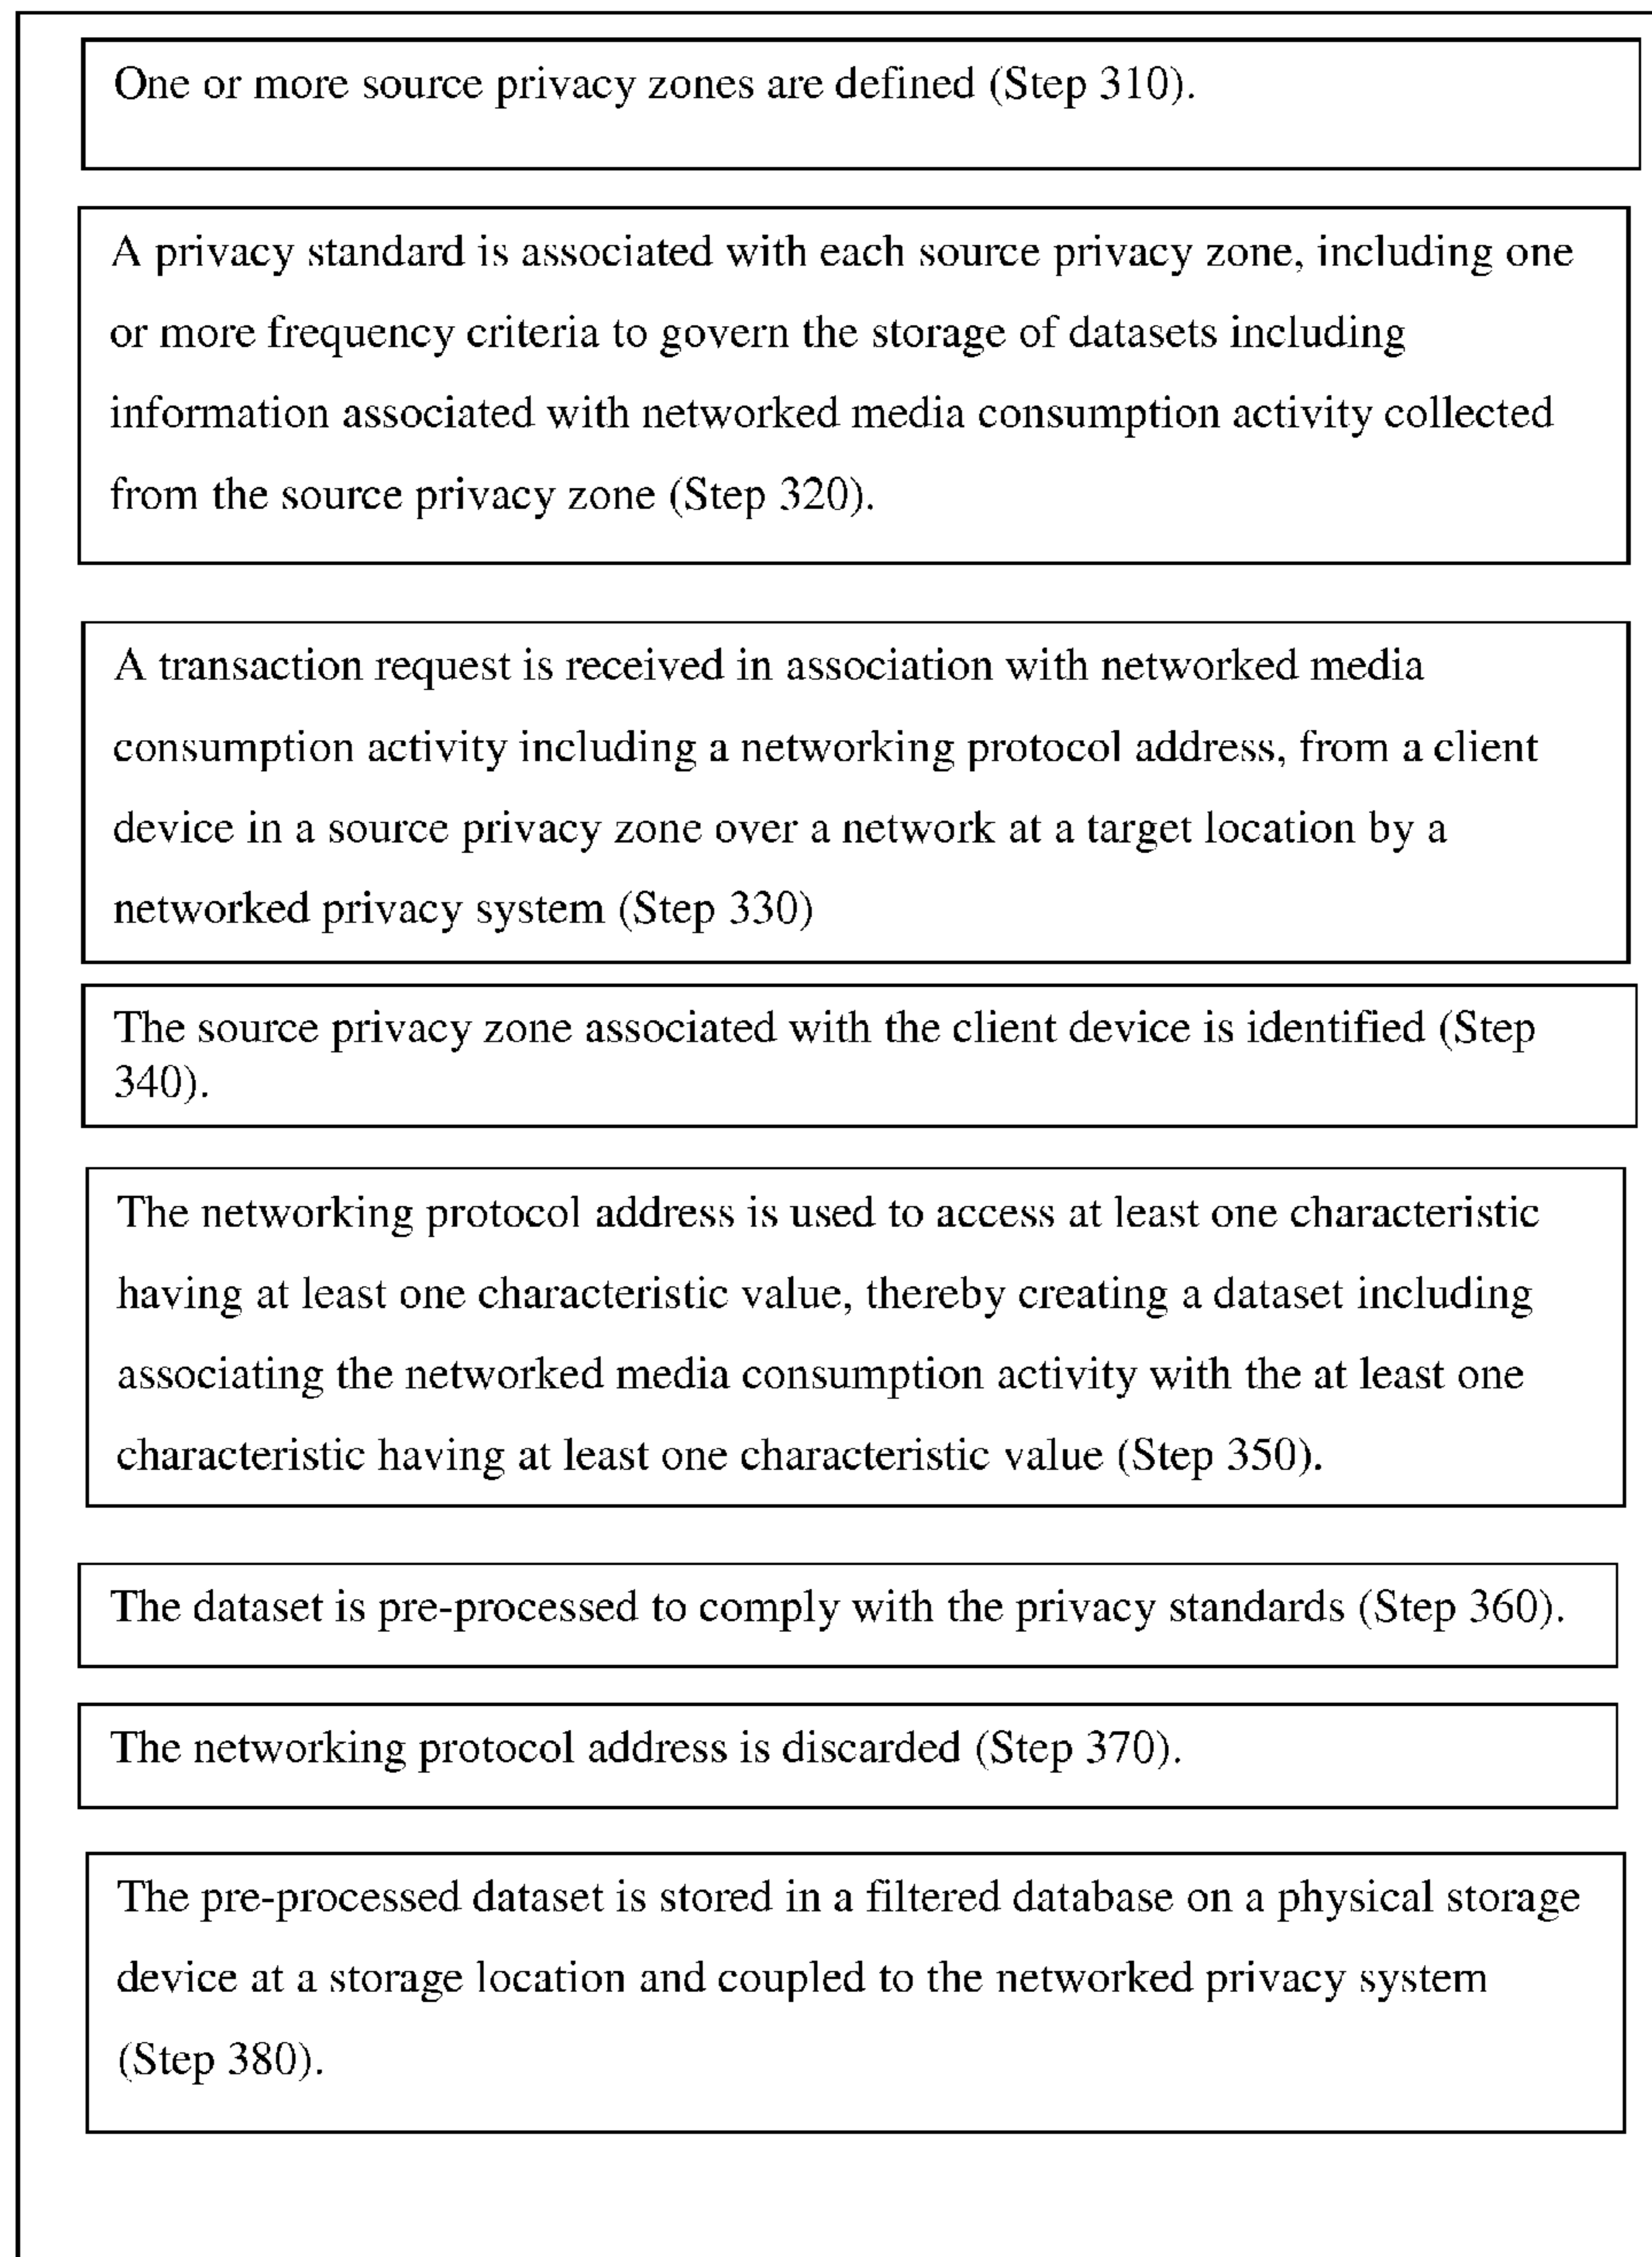 One or more source privacy zones are defined (Step 310).
A privacy standard is associated with each source privacy zone, including one
or more frequency criteria to govern the storage of datasets including
information associated with networked media consumption activity collected
from the source privacy zone (Step 320).
A transaction request is received in association with networked media
consumption activity including a networking protocol address, from a client
device in a source privacy zone over a network at a target location by a
networked privacy system (Step 330)
The source privacy zone associated with the client device is identified (Step
340).
The networking protocol address is used to access at least one characteristic
having at least one characteristic value, thereby creating a dataset including
associating the networked media consumption activity with the at least one
characteristic having at least one characteristic value (Step 350).
The dataset is pre-processed to comply with the privacy standards (Step 360).
The networking protocol address is discarded (Step 370).
The pre-processed dataset is stored in a filtered database on a physical storage
device at a storage location and coupled to the networked privacy system
(Step 380).